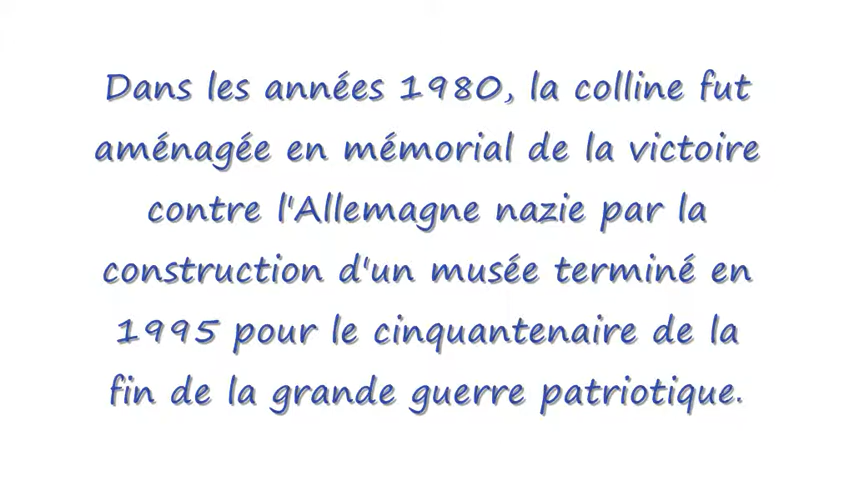 Dans les années 1980, la colline fut
aménagée en mémorial de la victoire
contre l'Allemagne nazie par la
construction d'un musée terminé en
1995 pour le cinquantenaire de la
fin de la grande guerre patriotique.